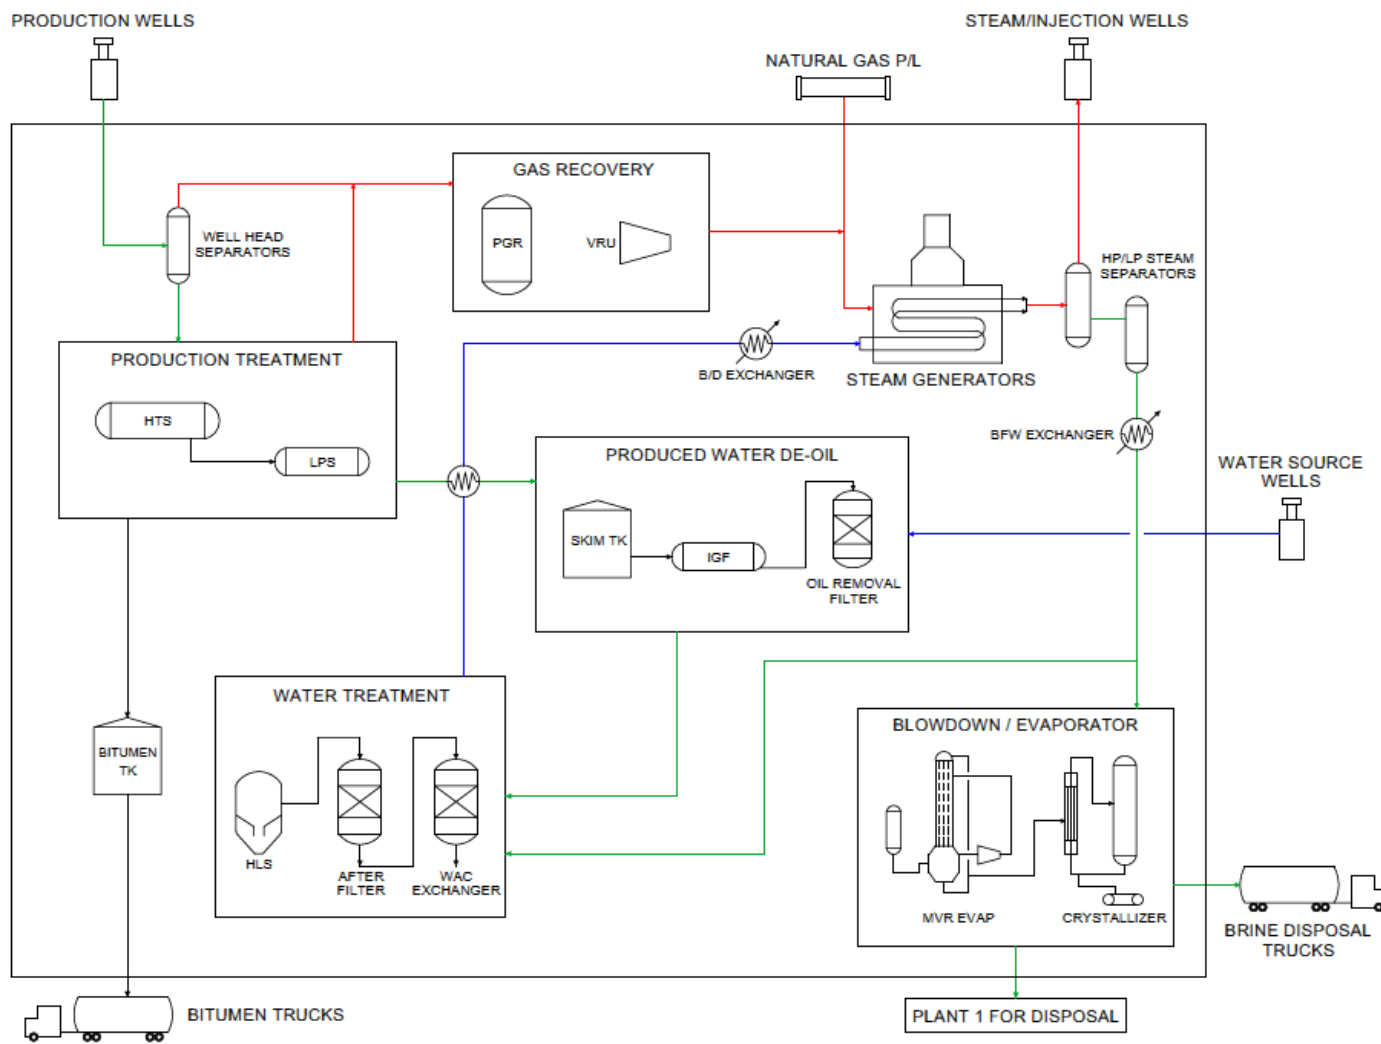 PRODUCTION WELLS
STEAM/INJECTION WELLS
NATURAL GAS P/L
GAS RECOVERY
PGR
VRU
WELL HEAD
SEPARATORS
HP/LP STEAM
SEPARATORS
PRODUCTION TREATMENT
HTS
LPS
B/D EXCHANGER
STEAM GENERATORS
BFW EXCHANGER
PRODUCED WATER DE-OIL
SKIM TK
IGF
OIL REMOVAL
FILTER
WATER SOURCE
WELLS
WATER TREATMENT
HLS
AFTER
FILTER
WAC
EXCHANGER
BITUMEN
TK
BLOWDOWN / EVAPORATOR
MVR EVAP
CRYSTALLIZER
BRINE DISPOSAL
TRUCKS
BITUMEN TRUCKS
PLANT 1 FOR DISPOSAL